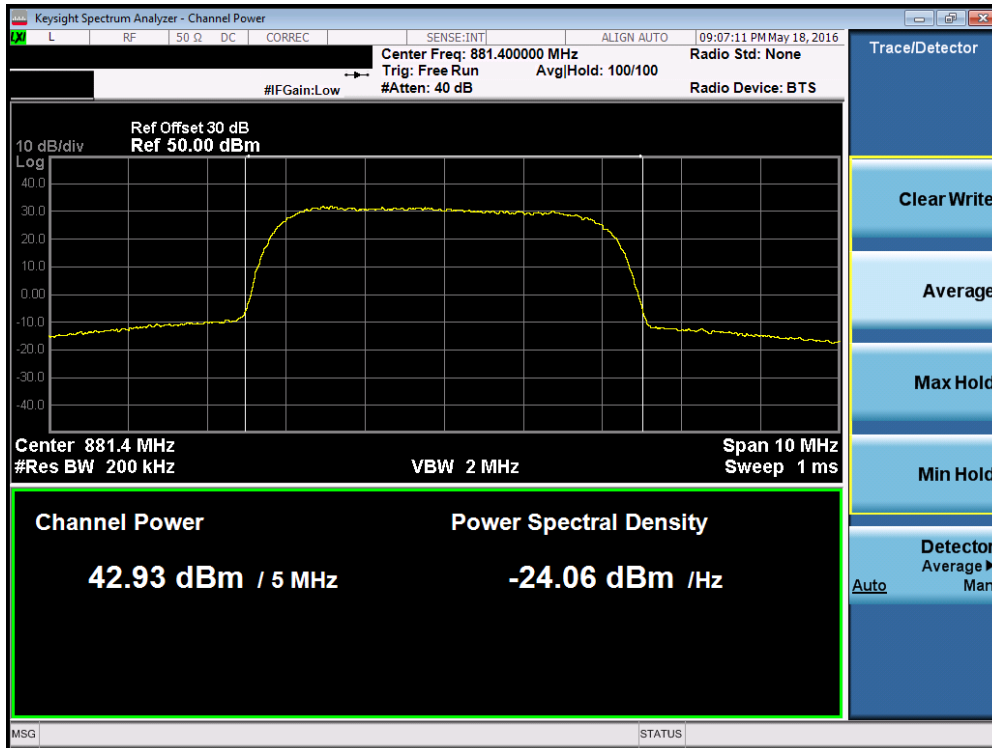 Keysight Spectrum Analyzer - Channel Power
LXI L RF 50 Ω DC CORREC SENSE:INT ALIGN AUTO 09:07:11 PM May 18, 2016
Center Freq: 881.400000 MHz Radio Std: None
Trig: Free Run Avg|Hold: 100/100
#IFGain:Low #Atten: 40 dB Radio Device: BTS
Ref Offset 30 dB
10 dB/div Ref 50.00 dBm
Log
40.0
30.0
20.0
10.0
0.00
-10.0
-20.0
-30.0
-40.0
Center 881.4 MHz Span 10 MHz
#Res BW 200 kHz VBW 2 MHz Sweep 1 ms
Channel Power Power Spectral Density
42.93 dBm / 5 MHz -24.06 dBm /Hz
Trace/Detector
Clear Write
Average
Max Hold
Min Hold
Detector
Average
Auto Man
MSG STATUS